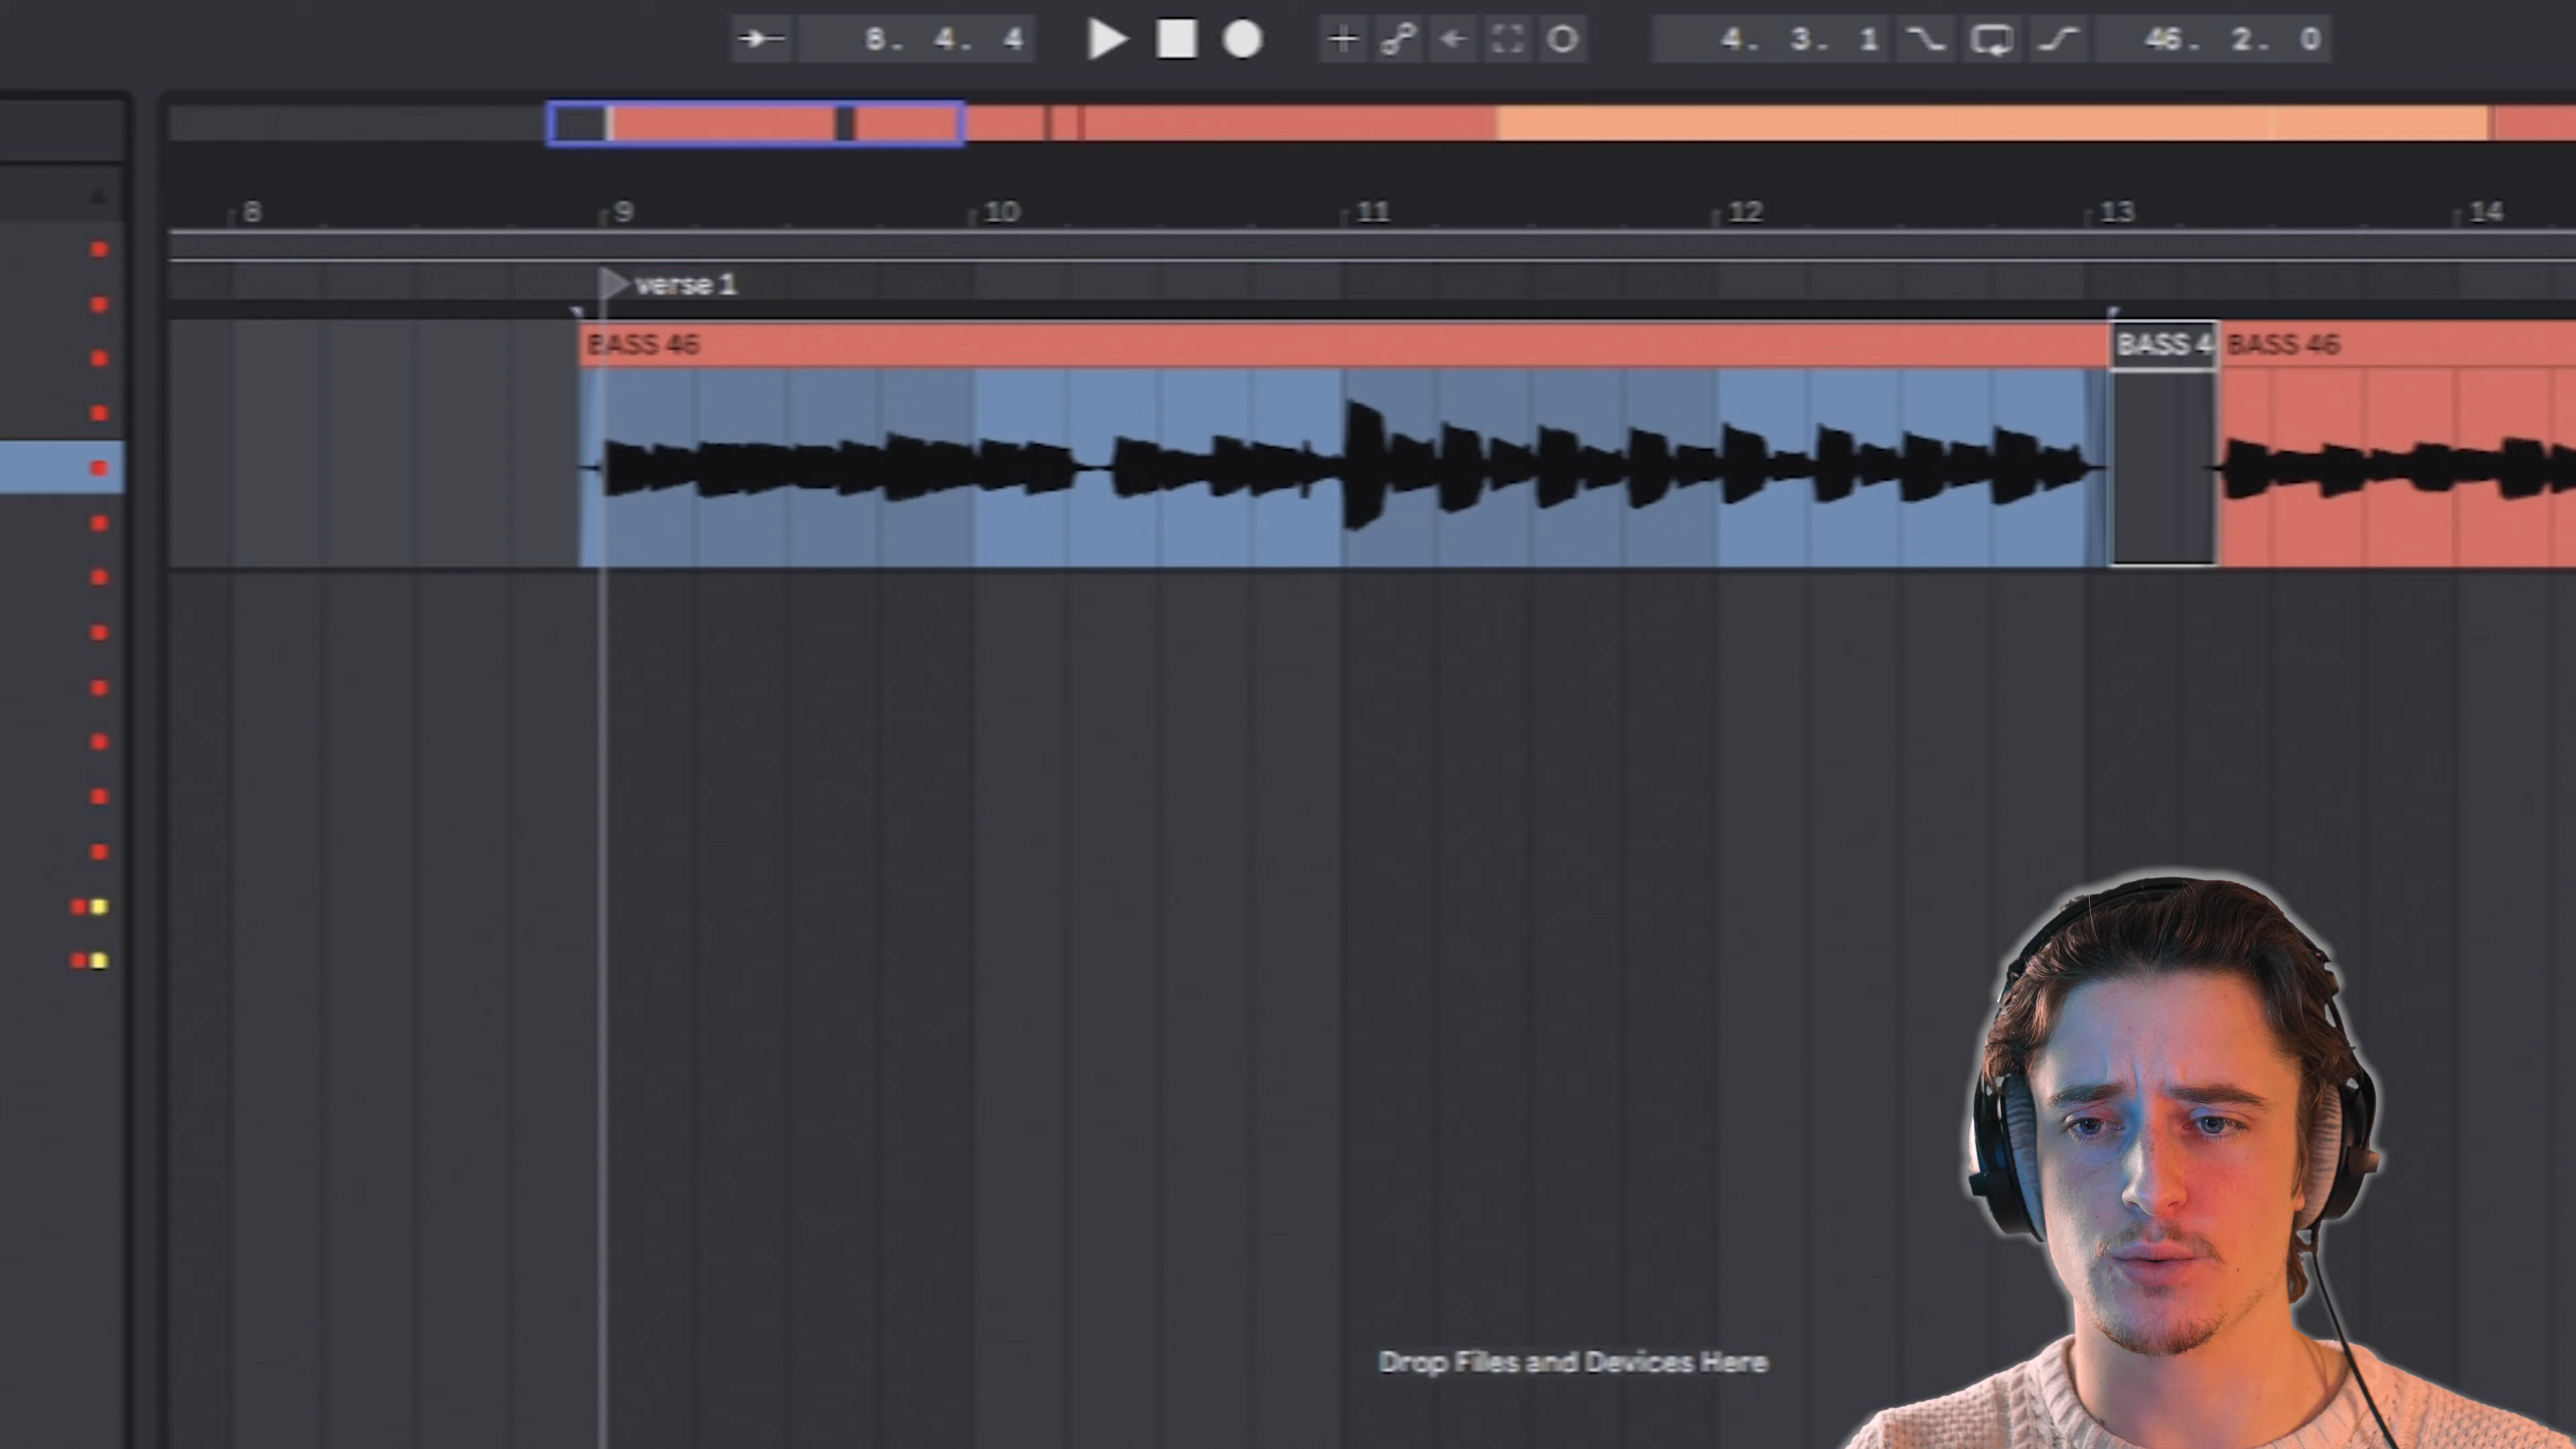 8. 4. 4
4. 3. 1
46. 2. 0
8
9
10
11
12
13
14
verse 1
BASS 46
BASS 4
BASS 46
Drop Files and Devices Here